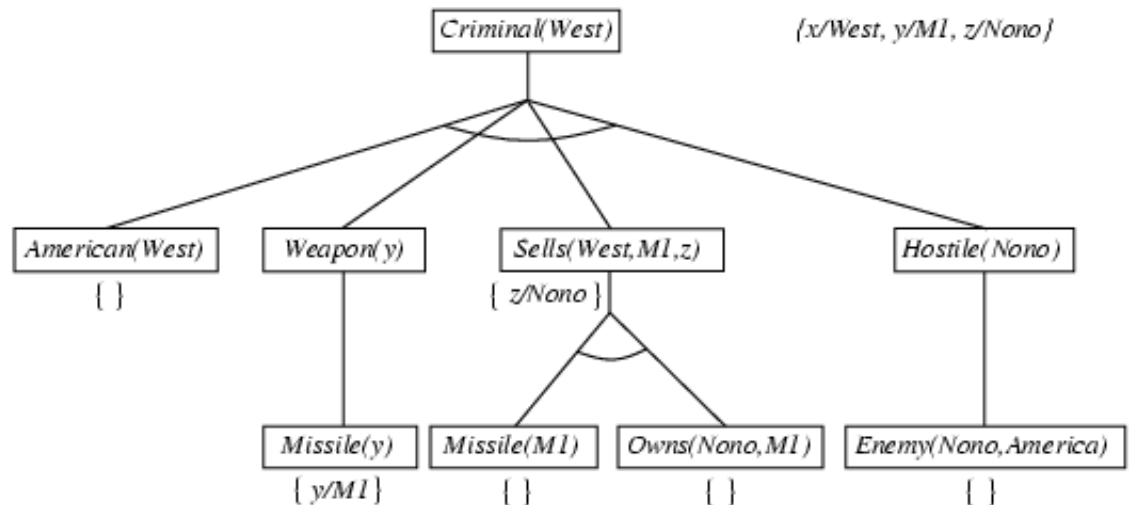 Criminal(West)
{x/West, y/M1, z/Nono}
American(West)
Weapon(y)
Sells(West,M1,z)
Hostile(Nono)
{ }
{ z/Nono }
Missile(y)
Missile(M1)
Owns(Nono,M1)
Enemy(Nono,America)
{ y/M1 }
{ }
{ }
{ }